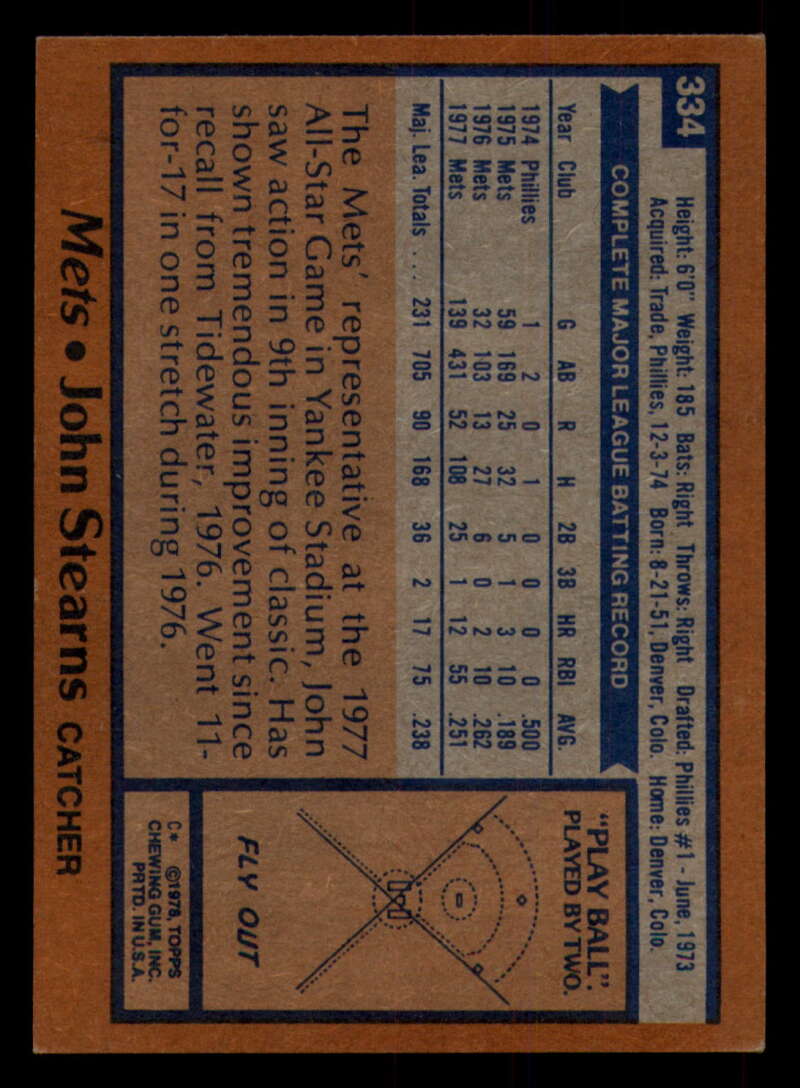 334
Height: 6'0" Weight: 185 Bats: Right Throws: Right Drafted: Phillies #1 - June, 1973
Acquired: Trade, Phillies, 12-3-74 Born: 8-21-51, Denver, Colo. Home: Denver, Colo.
COMPLETE MAJOR LEAGUE BATTING RECORD
Year Club G AB R H 2B 3B HR RBI AVG.
1974 Phillies 1 2 0 1 0 0 0 0 .500
1975 Mets 59 169 25 32 5 1 3 10 .189
1976 Mets 32 103 13 27 6 0 2 10 .262
1977 Mets 139 431 52 108 25 1 12 55 .251
Maj. Lea. Totals ... 231 705 90 168 36 2 17 75 .238
The Mets' representative at the 1977
All-Star Game in Yankee Stadium, John
saw action in 9th inning of classic. Has
shown tremendous improvement since
recall from Tidewater, 1976. Went 11-
for-17 in one stretch during 1976.
"PLAY BALL".
PLAYED BY TWO.
FLY OUT
C* ©1978, TOPPS
CHEWING GUM, INC.
PRTD. IN U.S.A.
Mets • John Stearns CATCHER